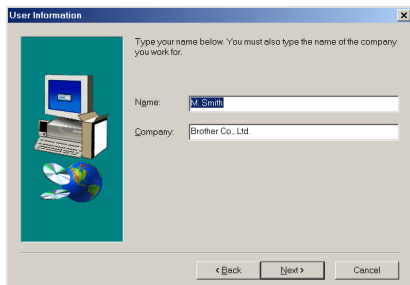 User Information
Type your name below. You must also type the name of the company
you work for.
Name: M. Smith
Company: Brother Co., Ltd.
< Back Next > Cancel